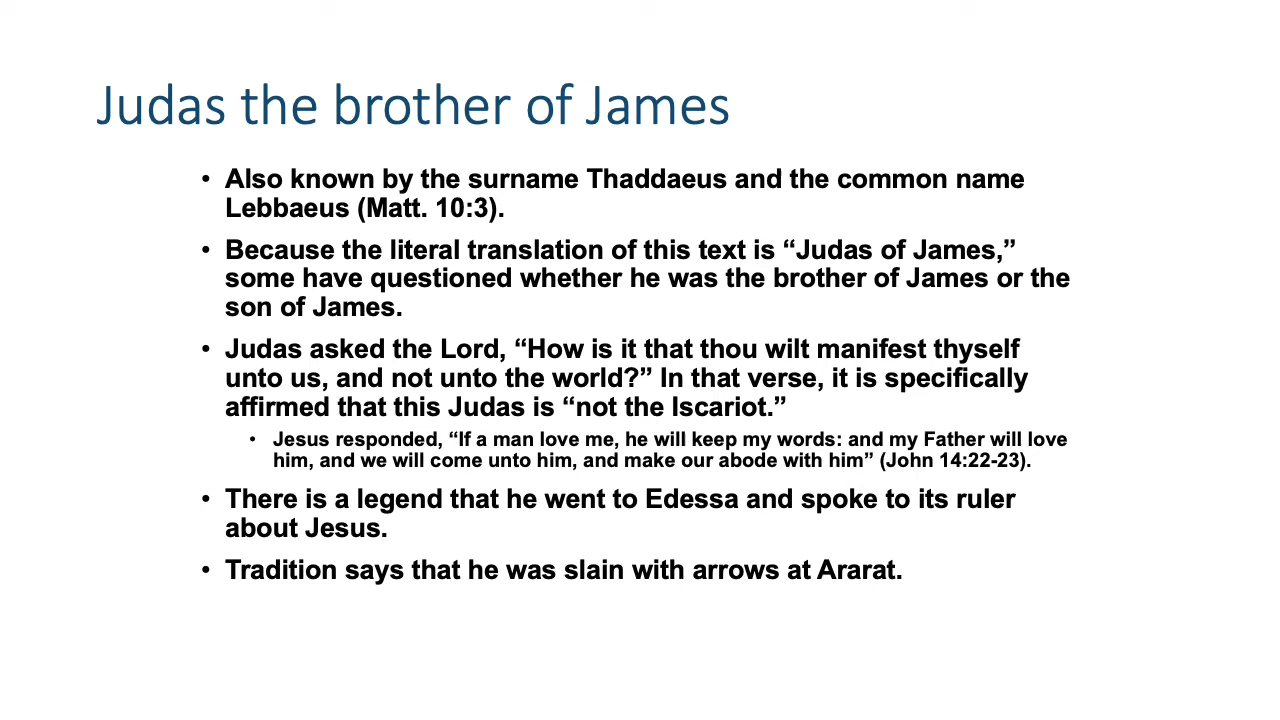 Judas the brother of James
• Also known by the surname Thaddaeus and the common name
Lebbaeus (Matt. 10:3).
• Because the literal translation of this text is “Judas of James,”
some have questioned whether he was the brother of James or the
son of James.
• Judas asked the Lord, “How is it that thou wilt manifest thyself
unto us, and not unto the world?” In that verse, it is specifically
affirmed that this Judas is “not the Iscariot.”
• Jesus responded, “If a man love me, he will keep my words: and my Father will love
him, and we will come unto him, and make our abode with him” (John 14:22-23).
• There is a legend that he went to Edessa and spoke to its ruler
about Jesus.
• Tradition says that he was slain with arrows at Ararat.